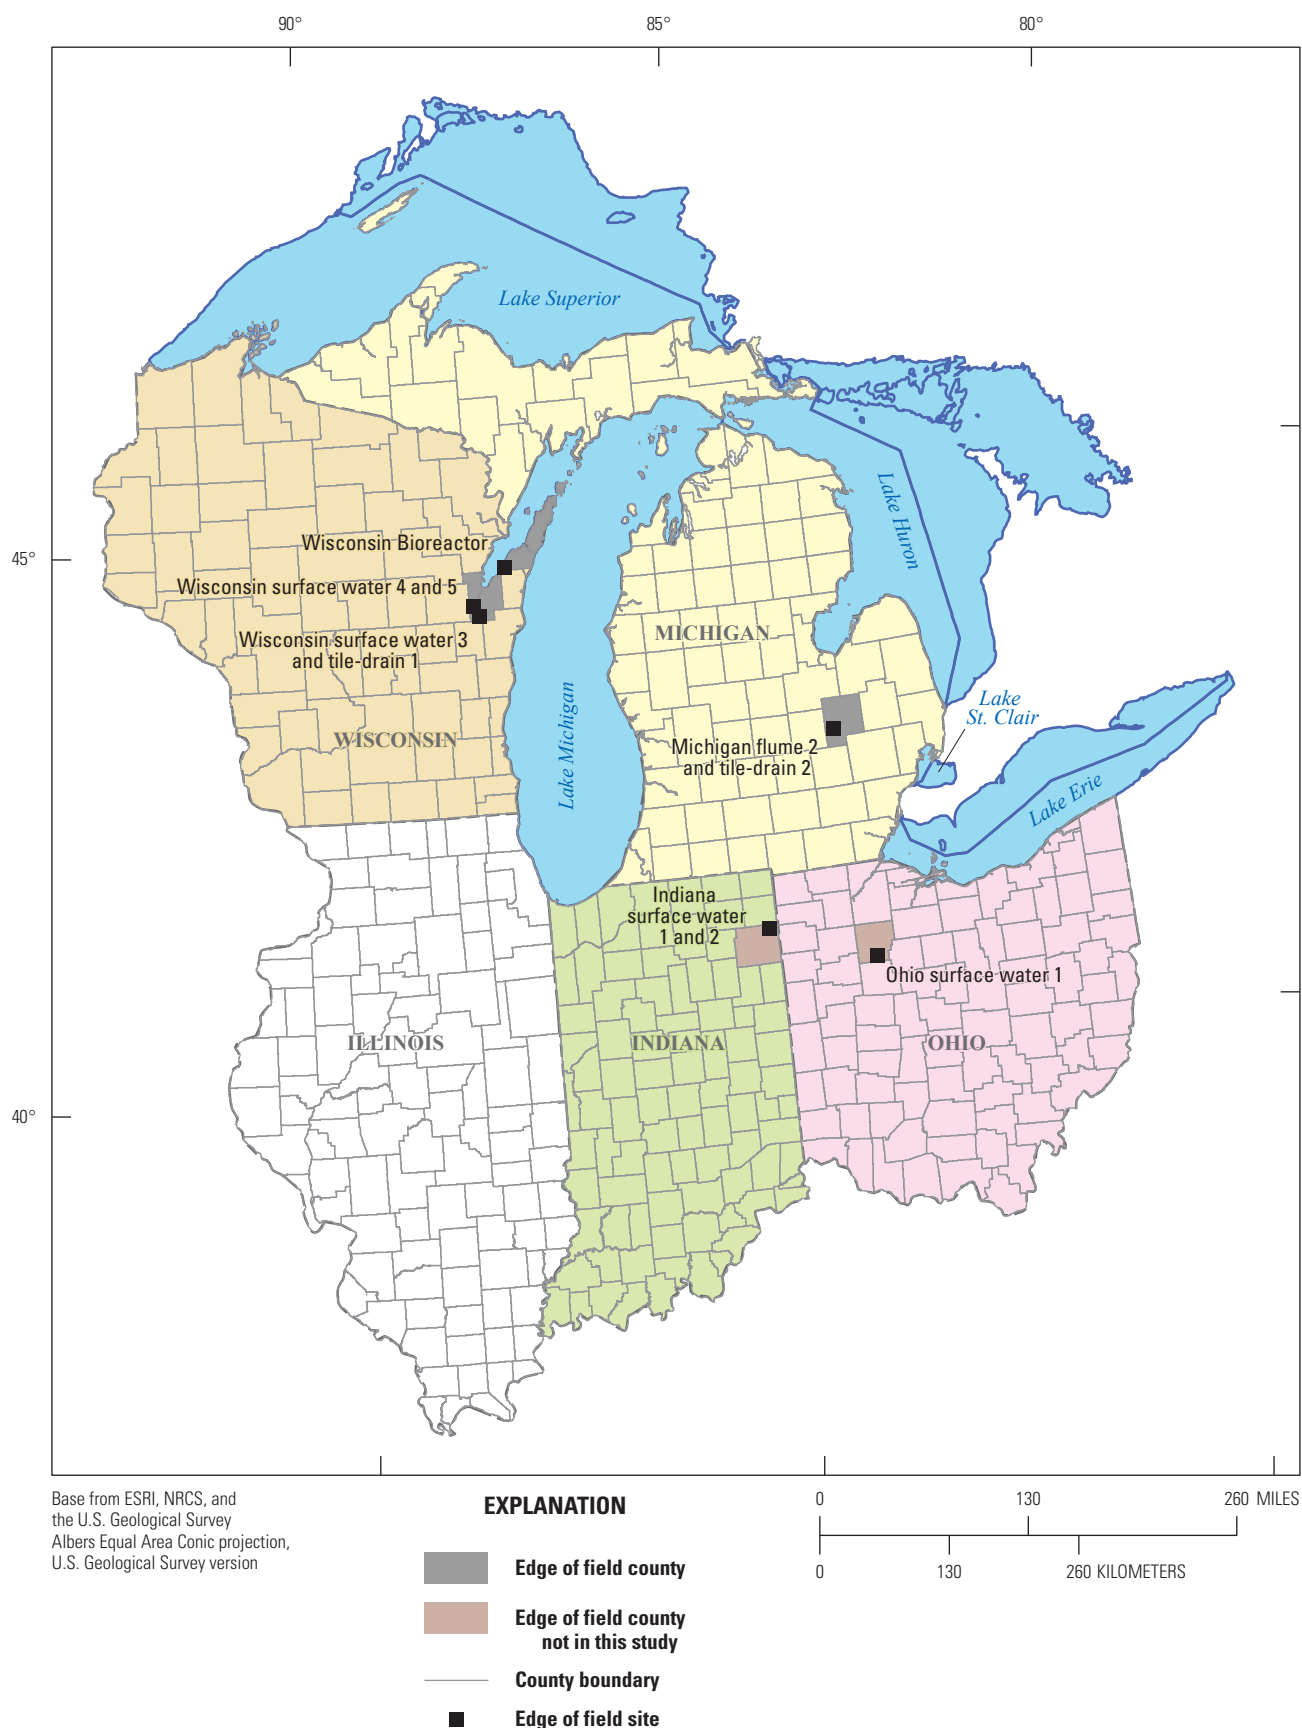 90°
85°
80°
Lake Superior
Lake Huron
Wisconsin Bioreactor
45°
Wisconsin surface water 4 and 5
Wisconsin surface water 3
and tile-drain 1
MICHIGAN
Lake
St. Clair
WISCONSIN
Lake Michigan
Michigan flume 2
and tile-drain 2
Lake Erie
Indiana
surface water
1 and 2
Ohio surface water 1
ILLINOIS
INDIANA
OHIO
40°
Base from ESRI, NRCS, and
the U.S. Geological Survey
Albers Equal Area Conic projection,
U.S. Geological Survey version
EXPLANATION
Edge of field county
Edge of field county
not in this study
County boundary
Edge of field site
0 130 260 MILES
0 130 260 KILOMETERS